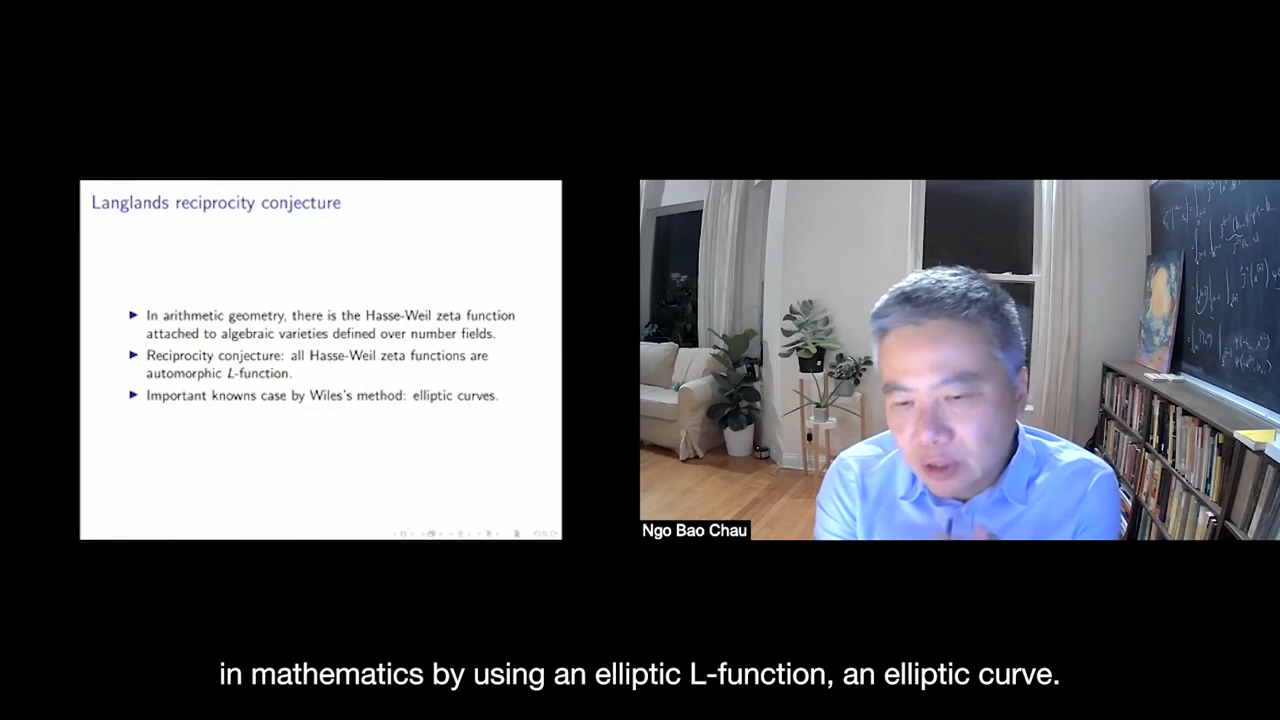 Langlands reciprocity conjecture
In arithmetic geometry, there is the Hasse-Weil zeta function
attached to algebraic varieties defined over number fields.
Reciprocity conjecture: all Hasse-Weil zeta functions are
automorphic L-function.
Important knowns case by Wiles's method: elliptic curves.
Ngo Bao Chau
in mathematics by using an elliptic L-function, an elliptic curve.